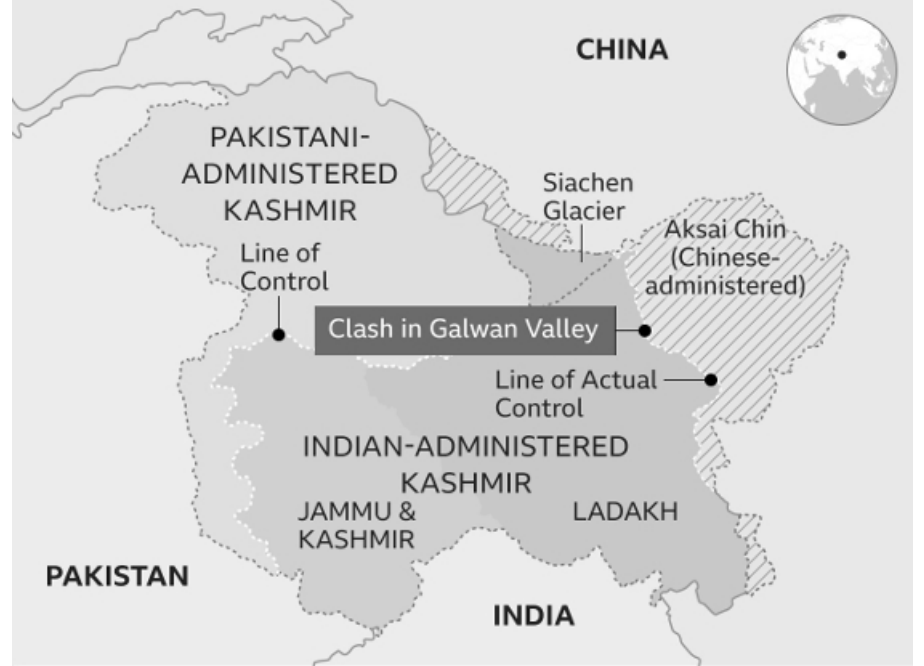 CHINA
PAKISTANI-
ADMINISTERED
KASHMIR
Siachen
Glacier
Aksai Chin
(Chinese-
administered)
Line of
Control
Clash in Galwan Valley
Line of Actual
Control
INDIAN-ADMINISTERED
KASHMIR
JAMMU &
KASHMIR
LADAKH
PAKISTAN
INDIA